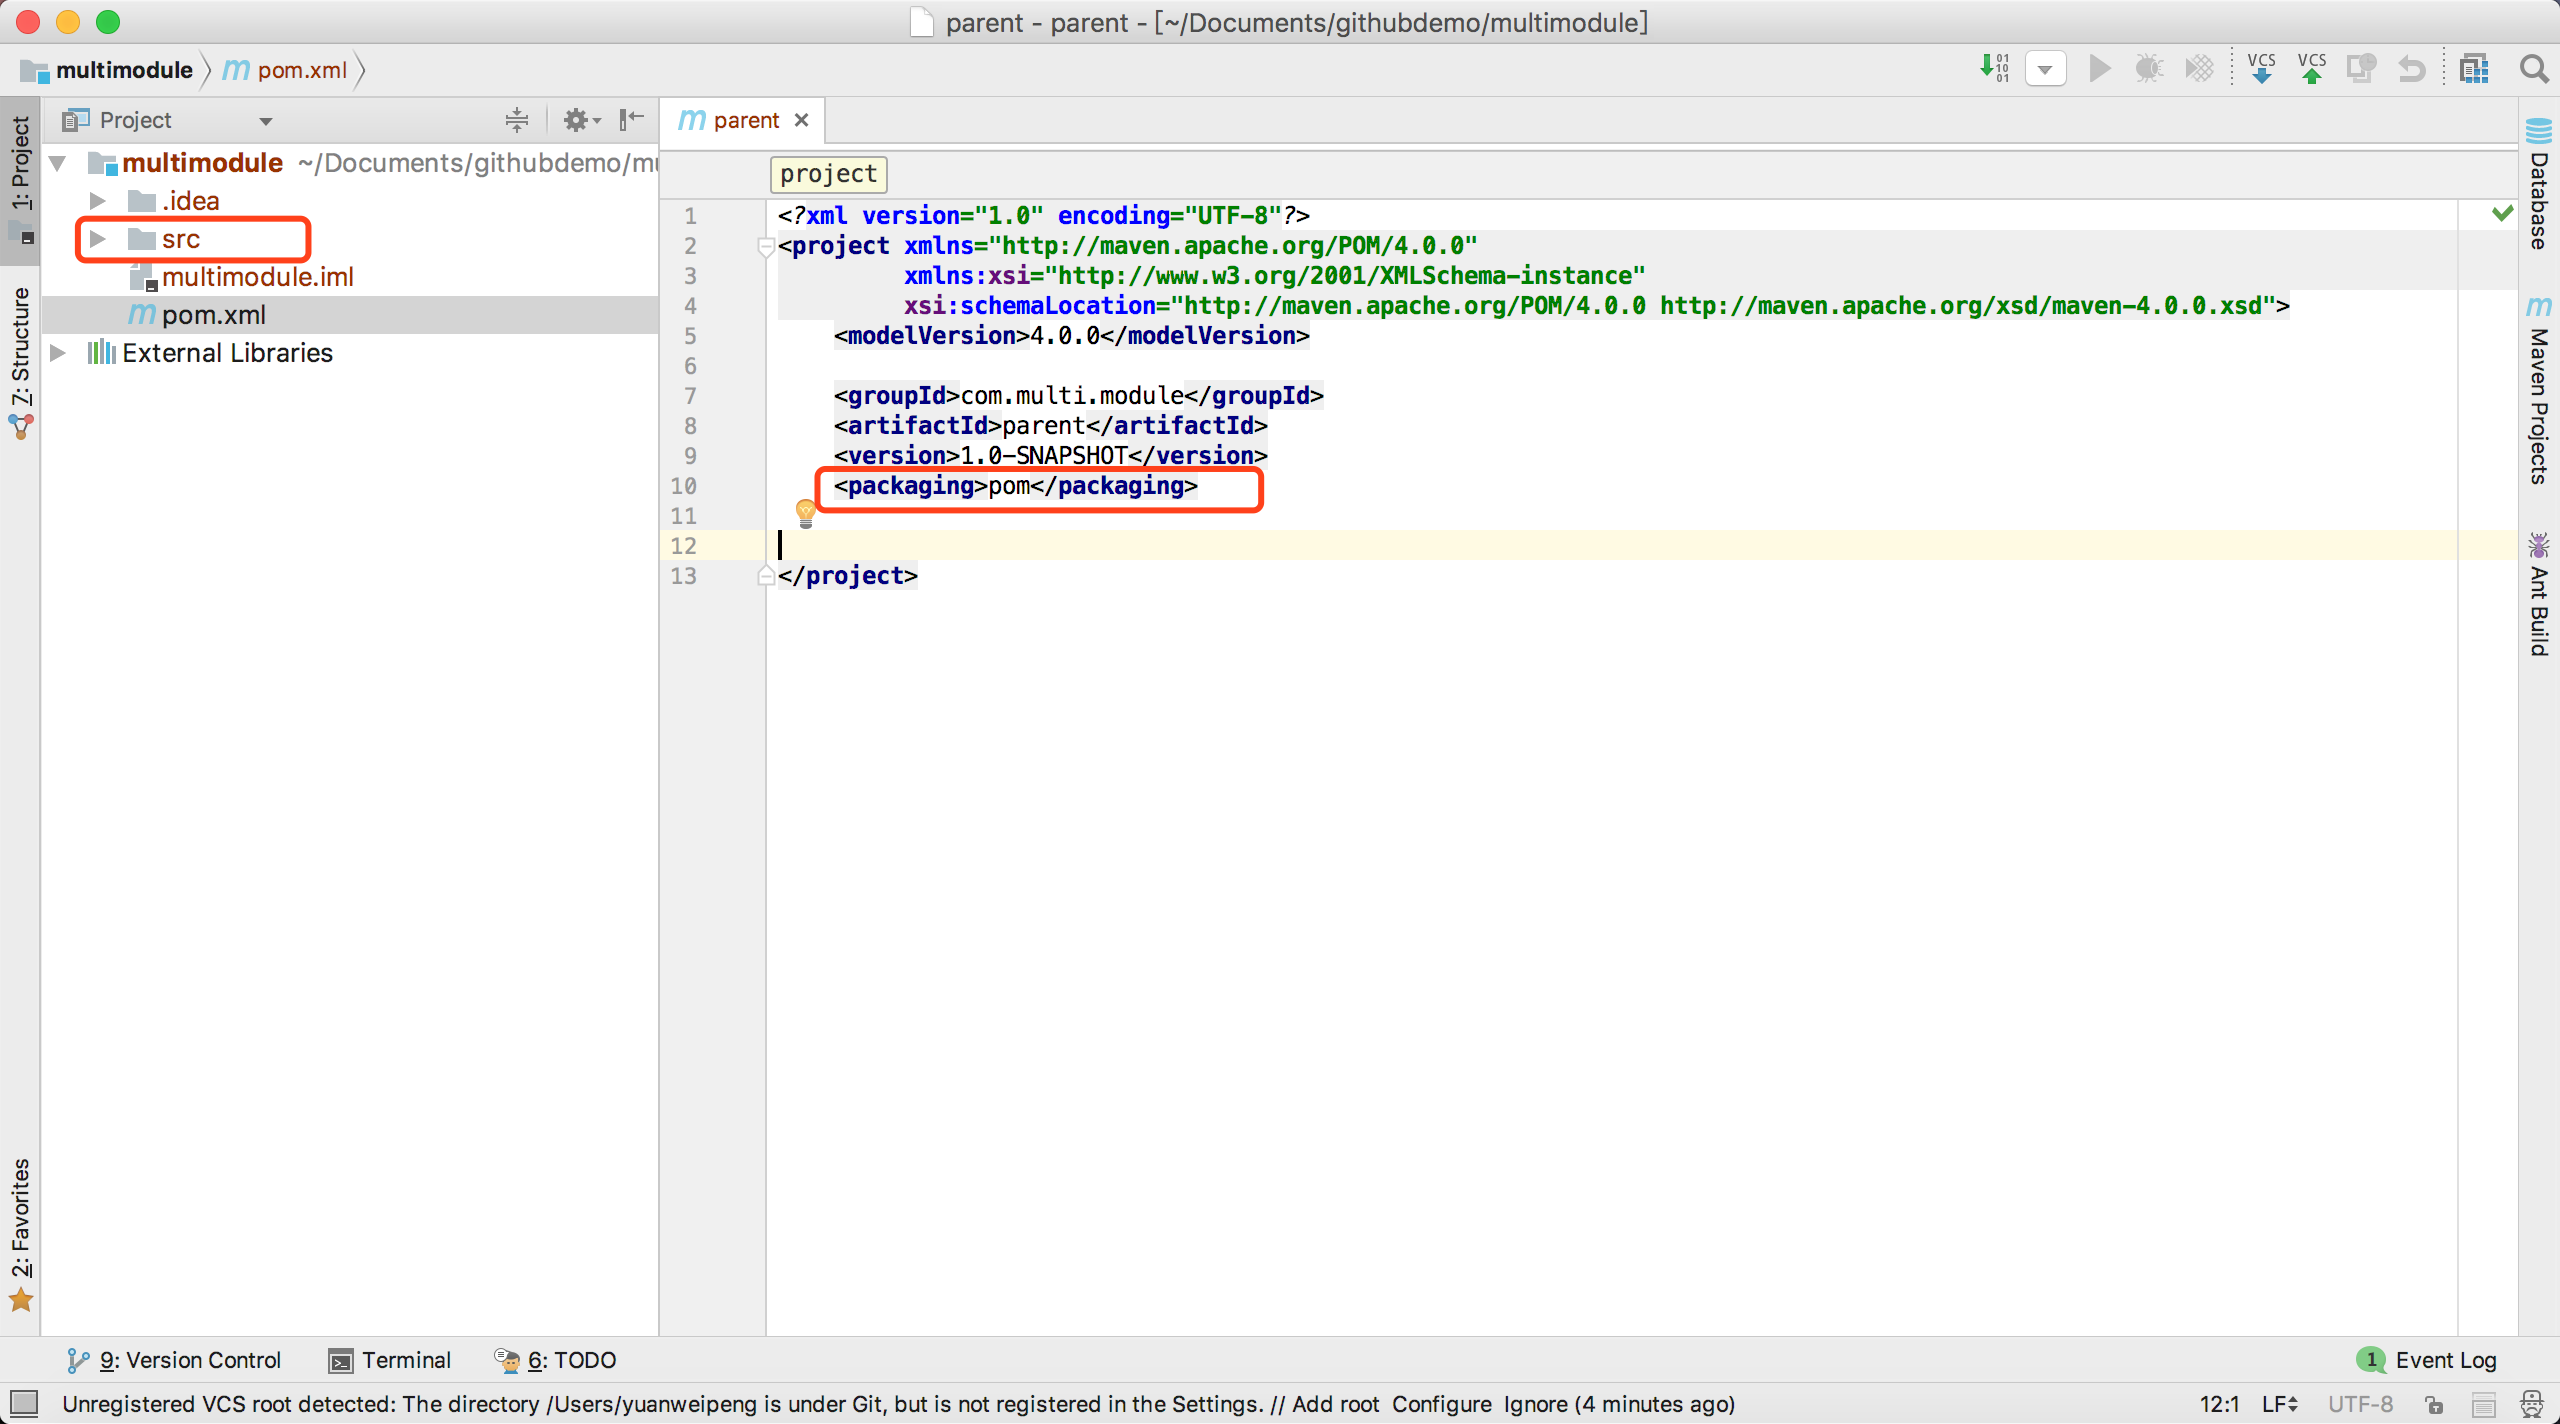 parent - parent - [~/Documents/githubdemo/multimodule]
multimodule
pom.xml
VCS
VCS
1: Project
7: Structure
2: Favorites
Project
multimodule ~/Documents/githubdemo/mu
.idea
src
multimodule.iml
pom.xml
External Libraries
parent
project
1 <?xml version="1.0" encoding="UTF-8"?>
2 <project xmlns="http://maven.apache.org/POM/4.0.0"
3 xmlns:xsi="http://www.w3.org/2001/XMLSchema-instance"
4 xsi:schemaLocation="http://maven.apache.org/POM/4.0.0 http://maven.apache.org/xsd/maven-4.0.0.xsd">
5 <modelVersion>4.0.0</modelVersion>
6
7 <groupId>com.multi.module</groupId>
8 <artifactId>parent</artifactId>
9 <version>1.0-SNAPSHOT</version>
10 <packaging>pom</packaging>
11
12
13 </project>
Database
Maven Projects
Ant Build
9: Version Control
Terminal
6: TODO
1 Event Log
Unregistered VCS root detected: The directory /Users/yuanweipeng is under Git, but is not registered in the Settings. // Add root Configure Ignore (4 minutes ago)
12:1 LF UTF-8